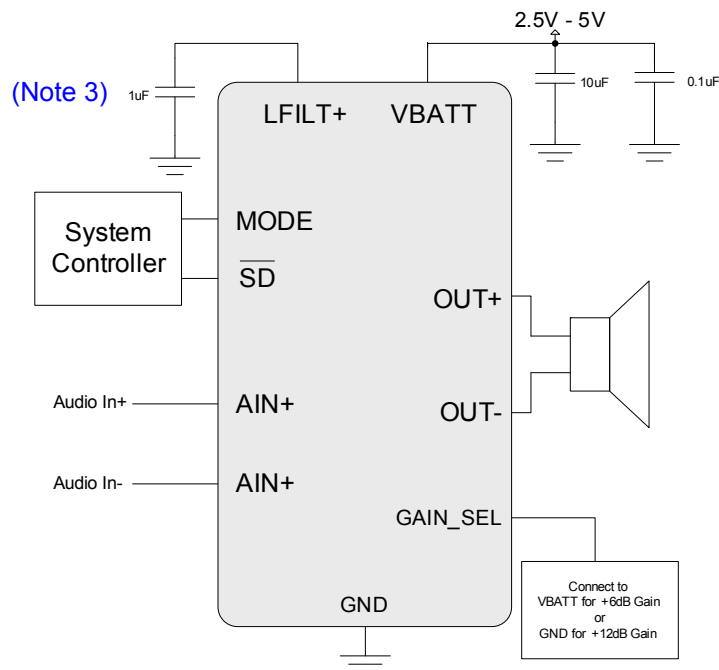 2.5V - 5V
(Note 3)
1uF
10uF
0.1uF
LFILT+
VBATT
System
Controller
MODE
SD
OUT+
Audio In+
AIN+
OUT-
Audio In-
AIN+
GAIN_SEL
Connect to
VBATT for +6dB Gain
or
GND for +12dB Gain
GND